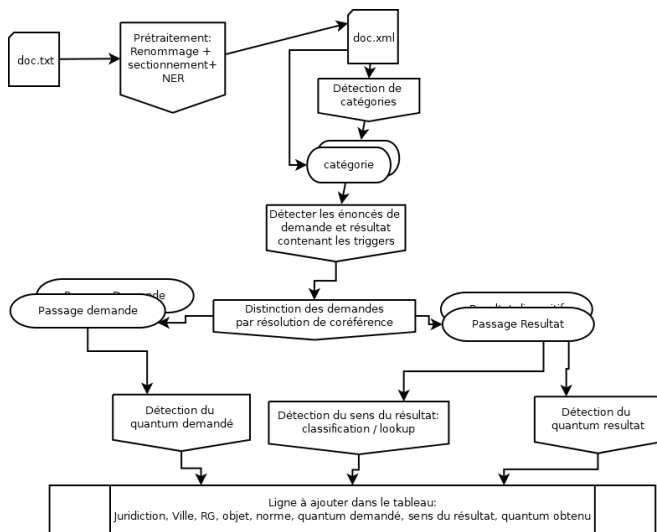 doc.txt
Prétraitement:
Renommage +
sectionnement+
NER
doc.xml
Détection de
catégories
catégorie
Détecter les énoncés de
demande et résultat
contenant les triggers
Distinction des demandes
par résolution de coréférence
Passage demande
Passage Resultat
Détection du
quantum demandé
Détection du sens du résultat:
classification / lookup
Détection du
quantum resultat
Ligne à ajouter dans le tableau:
Juridiction, Ville, RG, objet, norme, quantum demandé, sens du résultat, quantum obtenu